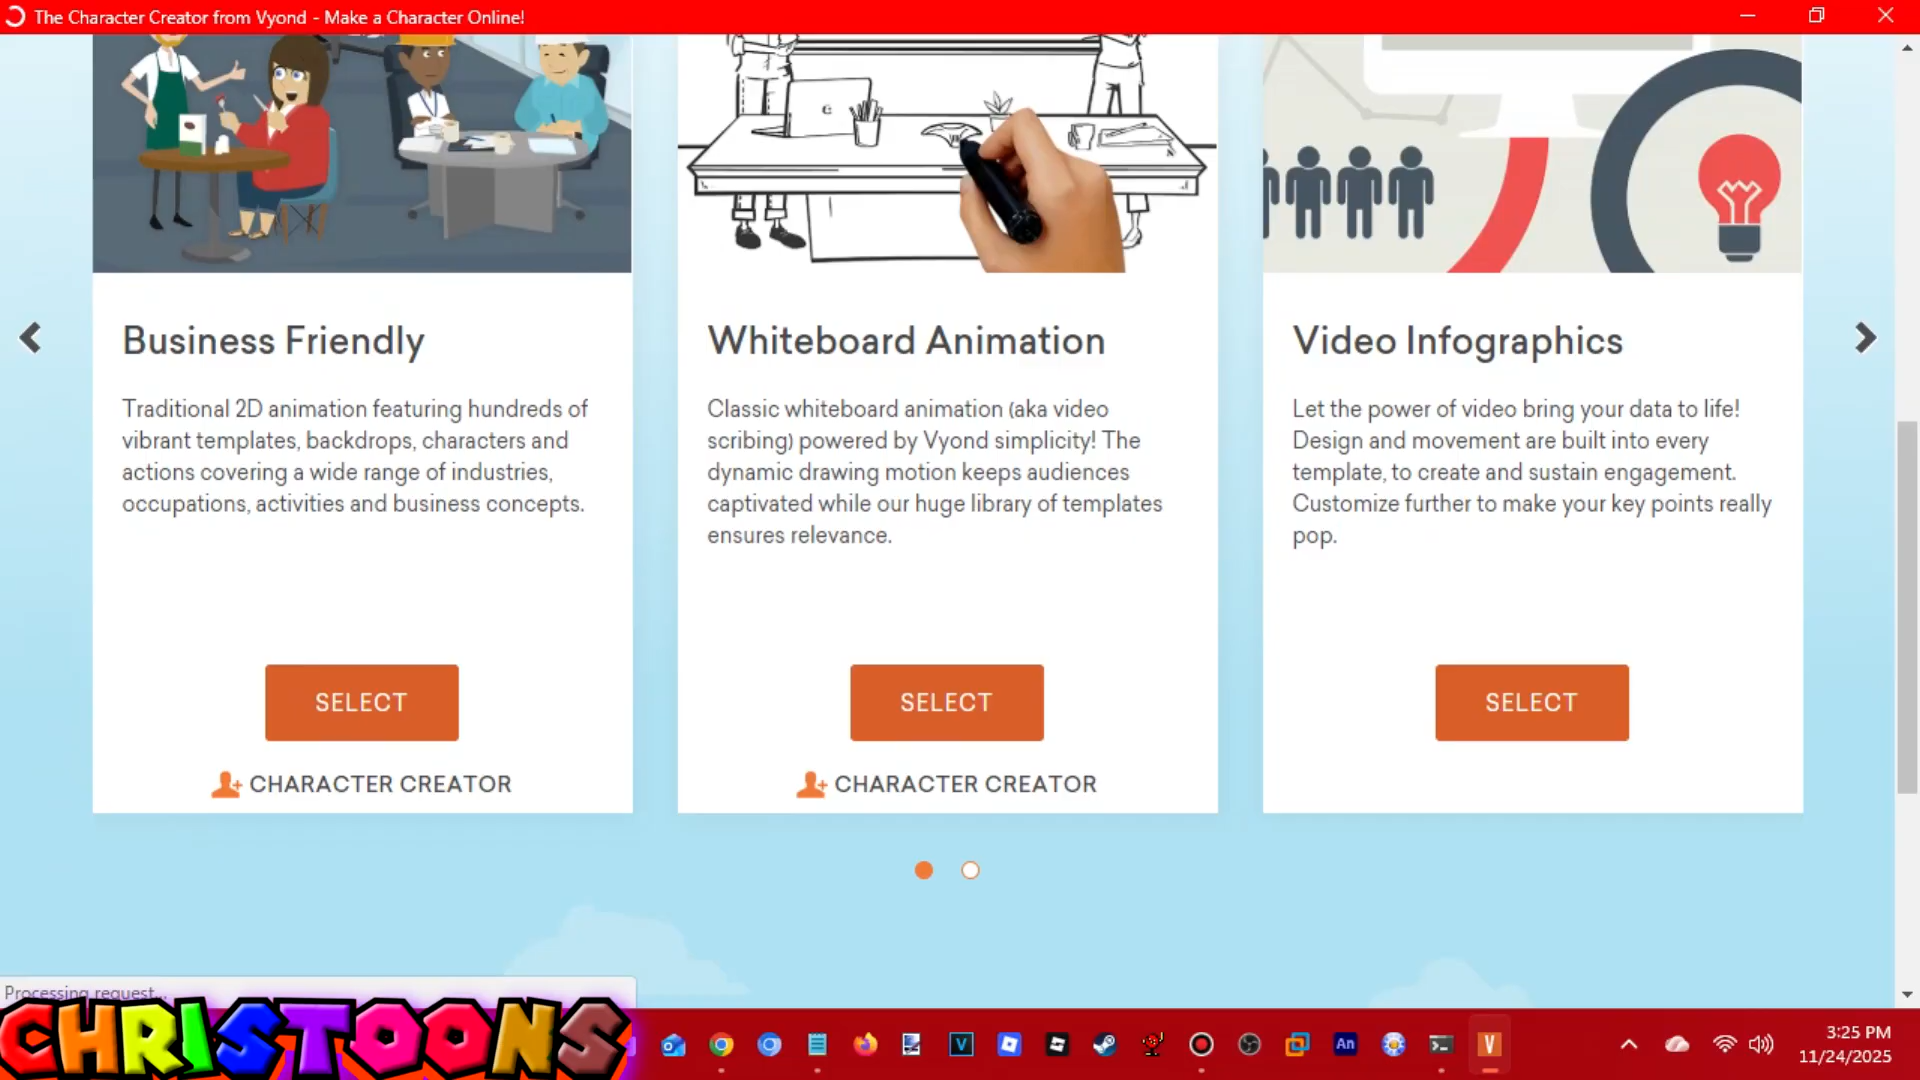 The Character Creator from Vyond - Make a Character Online!
Business Friendly
Traditional 2D animation featuring hundreds of
vibrant templates, backdrops, characters and
actions covering a wide range of industries,
occupations, activities and business concepts.
SELECT
CHARACTER CREATOR
Whiteboard Animation
Classic whiteboard animation (aka video
scribing) powered by Vyond simplicity! The
dynamic drawing motion keeps audiences
captivated while our huge library of templates
ensures relevance.
SELECT
CHARACTER CREATOR
Video Infographics
Let the power of video bring your data to life!
Design and movement are built into every
template, to create and sustain engagement.
Customize further to make your key points really
pop.
SELECT
Processing request...
CHRISTOONS
V
An
V
3:25 PM
11/24/2025